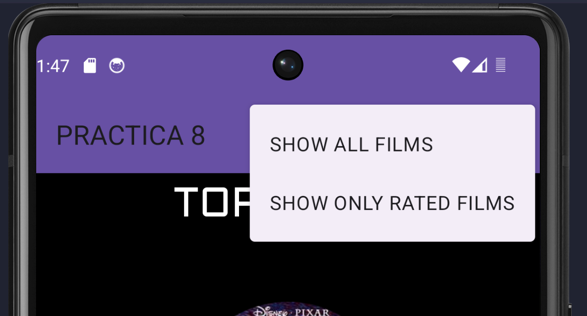 1:47
PRACTICA 8
SHOW ALL FILMS
SHOW ONLY RATED FILMS
TOP
Disney · PIXAR